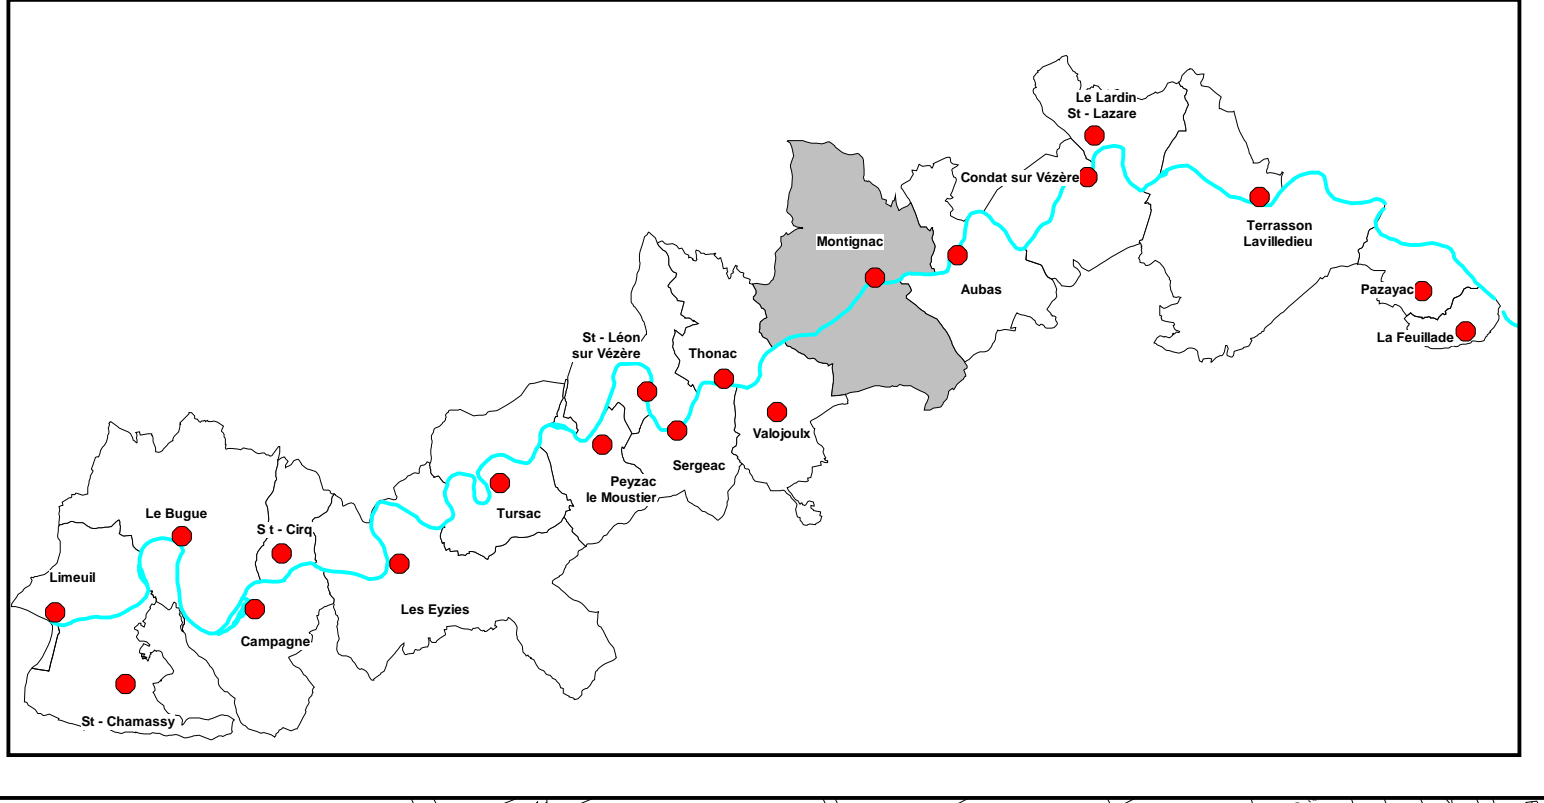 Le Lardin
St - Lazare
Condat sur Vézère
Terrasson
Lavilledieu
Montignac
Aubas
Pazayac
La Feuillade
St - Léon
sur Vézère
Thonac
Valojoulx
Sergeac
Peyzac
le Moustier
Tursac
Le Bugue
S t - Cirq
Limeuil
Les Eyzies
Campagne
St - Chamassy